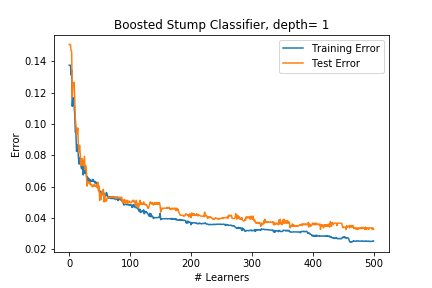 Boosted Stump Classifier, depth= 1
Training Error
Test Error
0.14
0.12
0.10
0.08
0.06
0.04
0.02
Error
0
100
200
300
400
500
# Learners